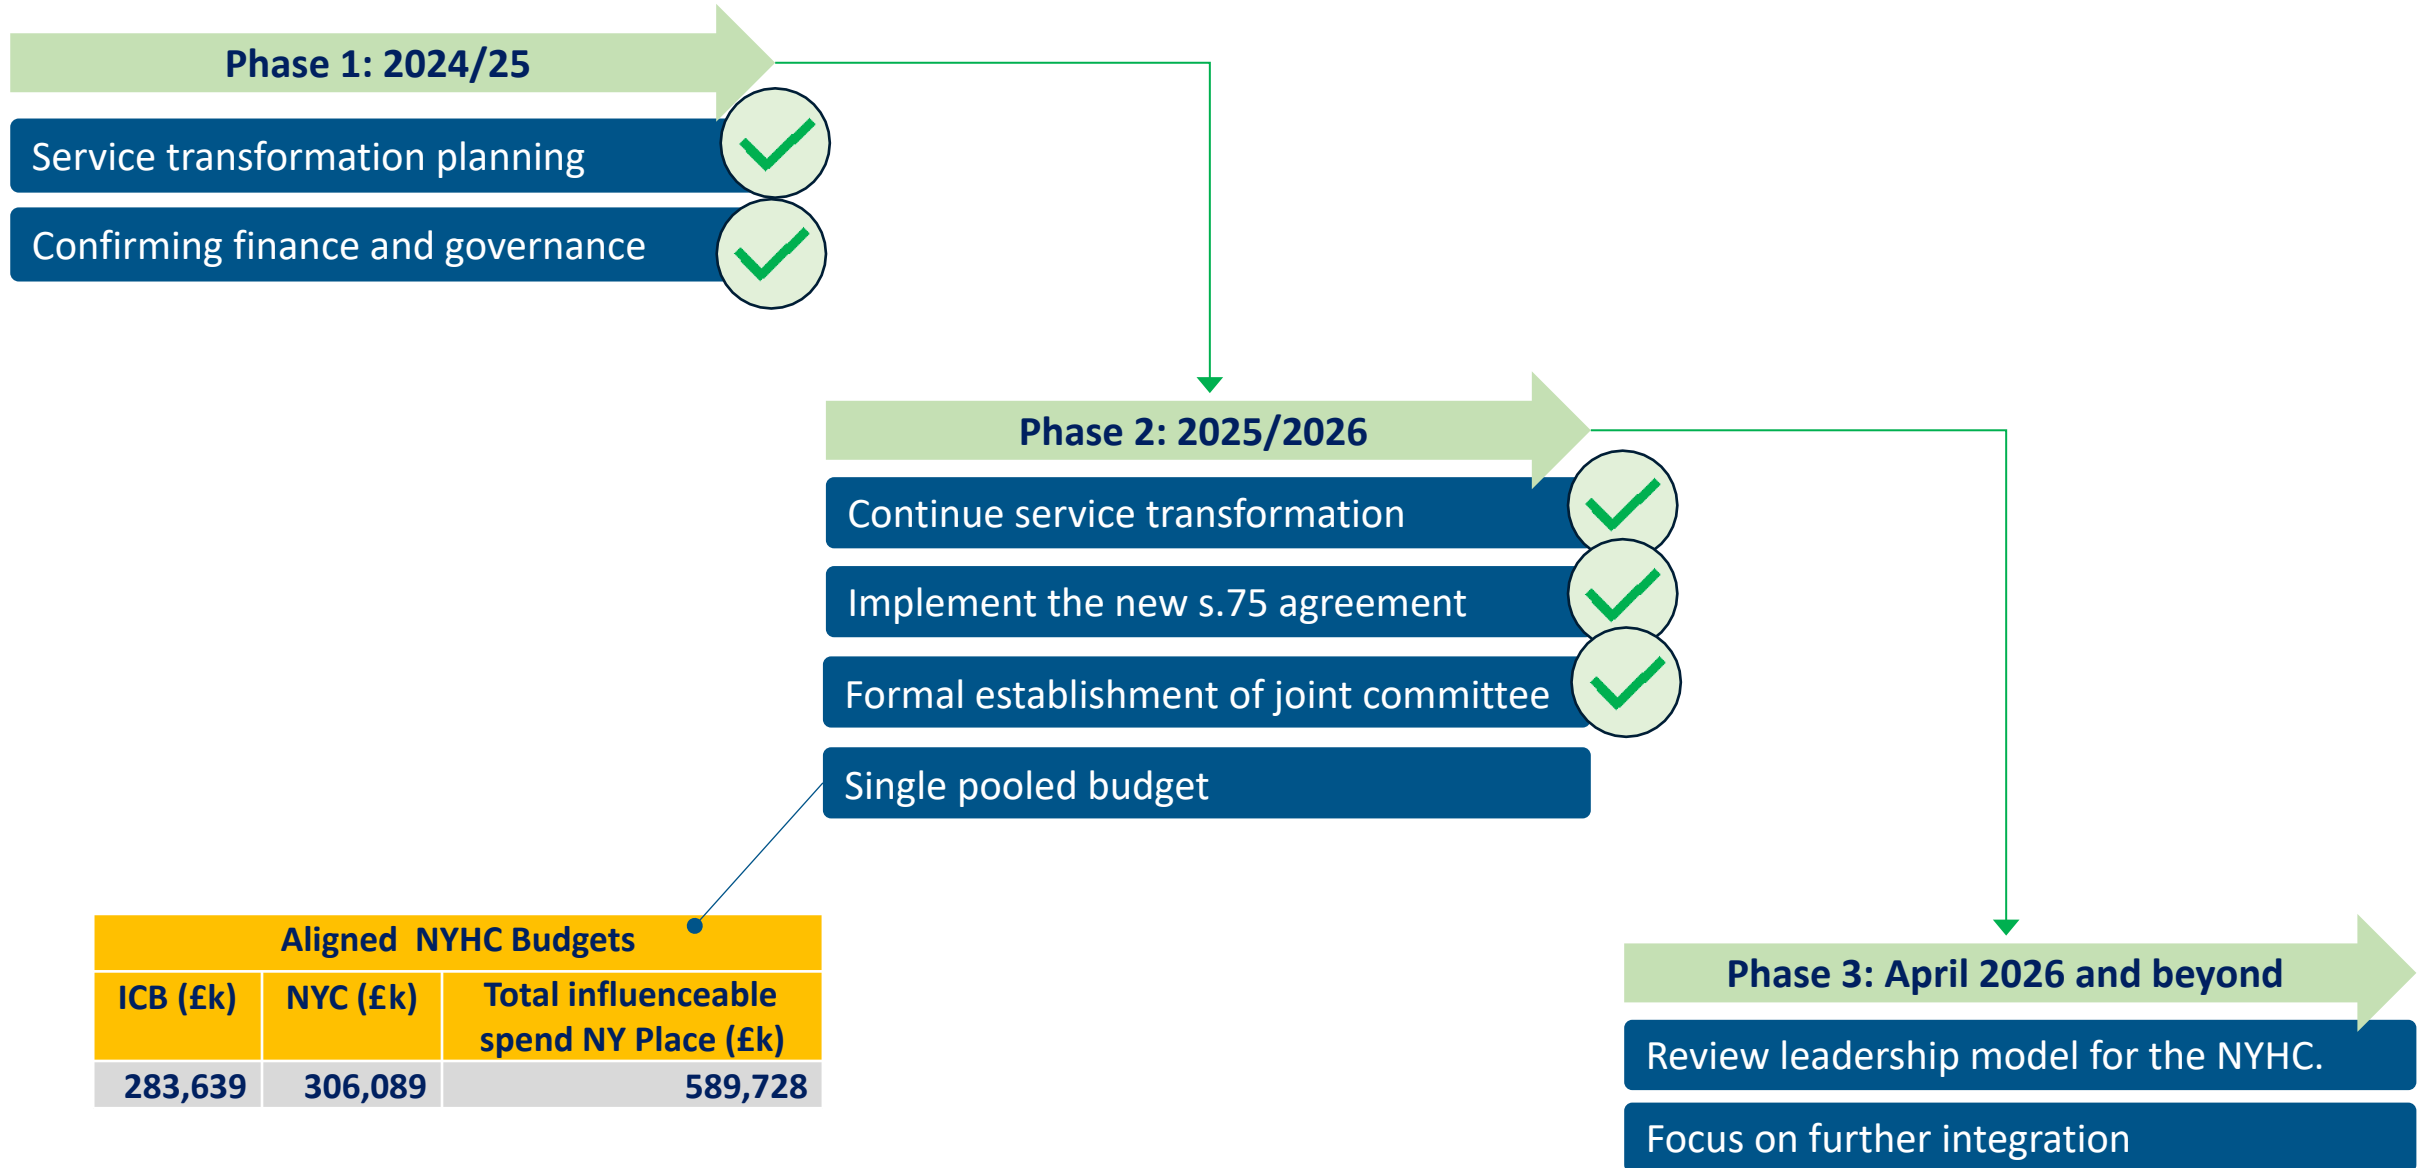 Phase 1: 2024/25
Service transformation planning
Confirming finance and governance
Phase 2: 2025/2026
Continue service transformation
Implement the new s.75 agreement
Formal establishment of joint committee
Single pooled budget
Aligned  NYHC Budgets
ICB (£k) NYC (£k) Total influenceable
spend NY Place (£k)
283,639 306,089 589,728
Phase 3: April 2026 and beyond
Review leadership model for the NYHC.
Focus on further integration